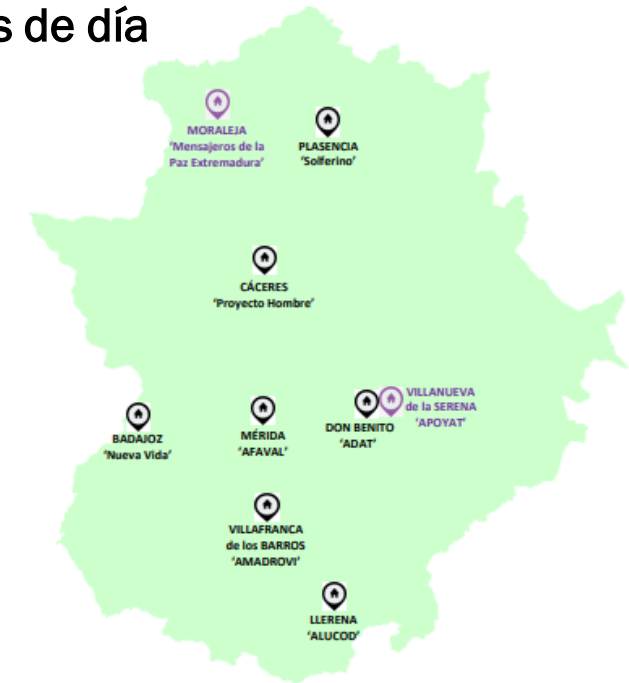 s de día
MORALEJA
‘Mensajeros de la
Paz Extremadura’
PLASENCIA
‘Solferino’
CÁCERES
‘Proyecto Hombre’
BADAJOZ
‘Nueva Vida’
MÉRIDA
‘AFAVAL’
DON BENITO
‘ADAT’
VILLANUEVA
de la SERENA
‘APOYAT’
VILLAFRANCA
de los BARROS
‘AMADROVI’
LLERENA
‘ALUCOD’